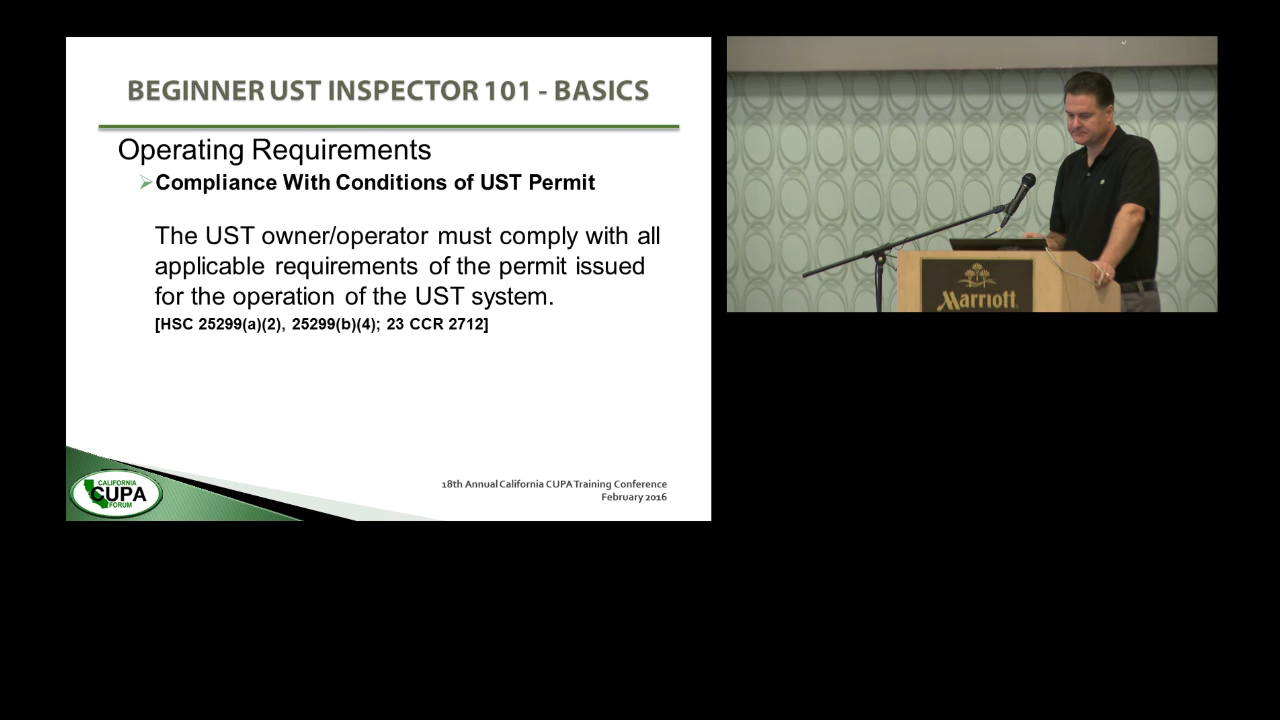 BEGINNER UST INSPECTOR 101 - BASICS
Operating Requirements
Compliance With Conditions of UST Permit
The UST owner/operator must comply with all
applicable requirements of the permit issued
for the operation of the UST system.
[HSC 25299(a)(2), 25299(b)(4); 23 CCR 2712]
CALIFORNIA
CUPA
FORUM
18th Annual California CUPA Training Conference
February 2016
Marriott